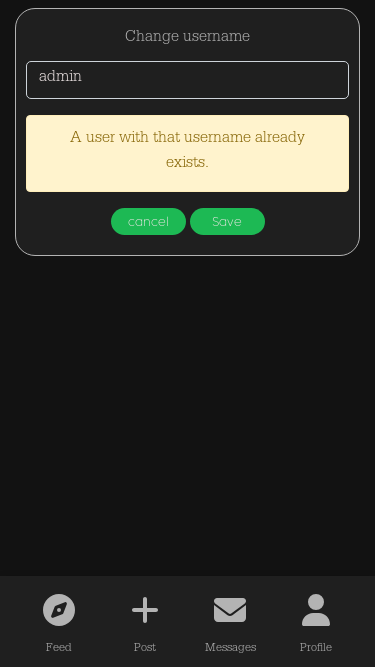 Change username
admin
A user with that username already
exists.
cancel Save
Feed Post Messages Profile